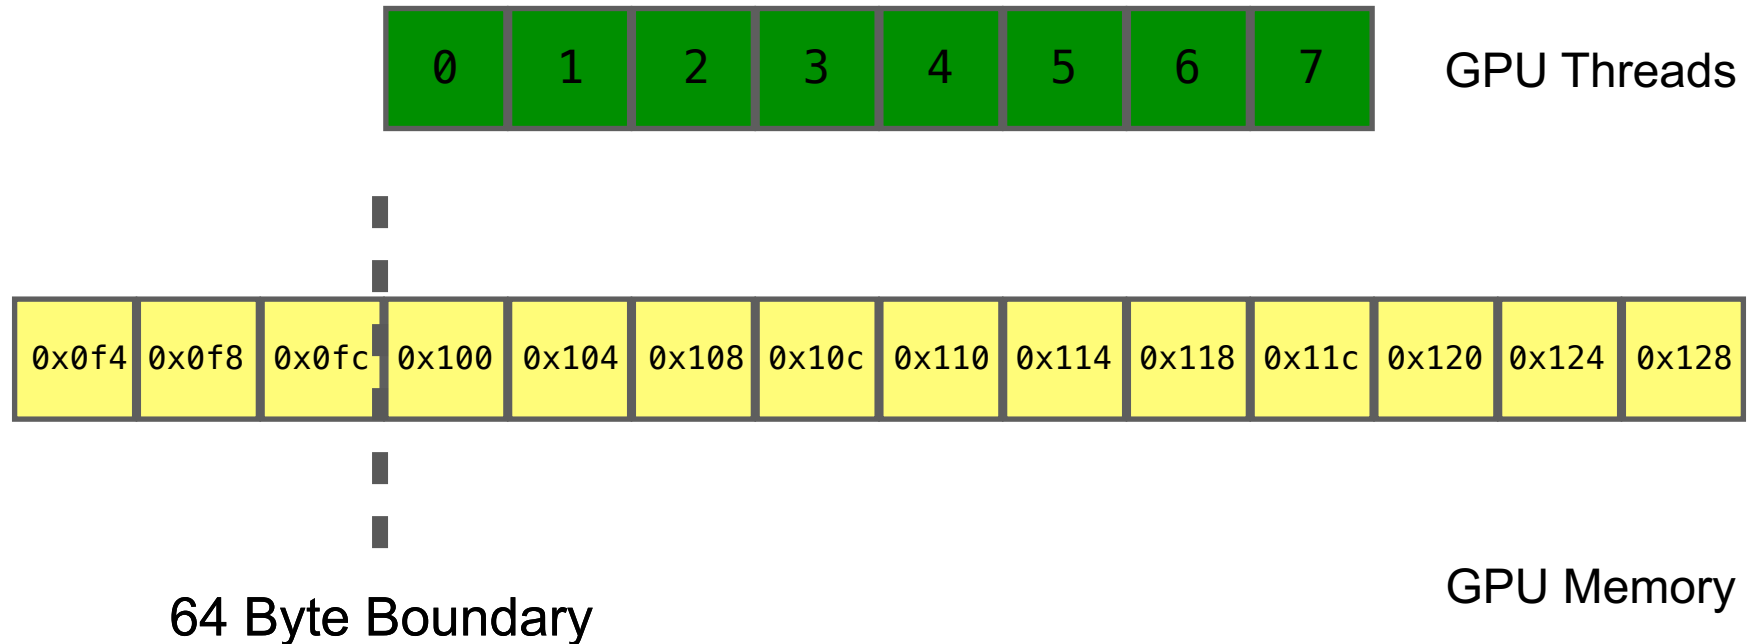 0 1 2 3 4 5 6 7 GPU Threads
0x0f4 0x0f8 0x0fc 0x100 0x104 0x108 0x10c 0x110 0x114 0x118 0x11c 0x120 0x124 0x128
GPU Memory
64 Byte Boundary